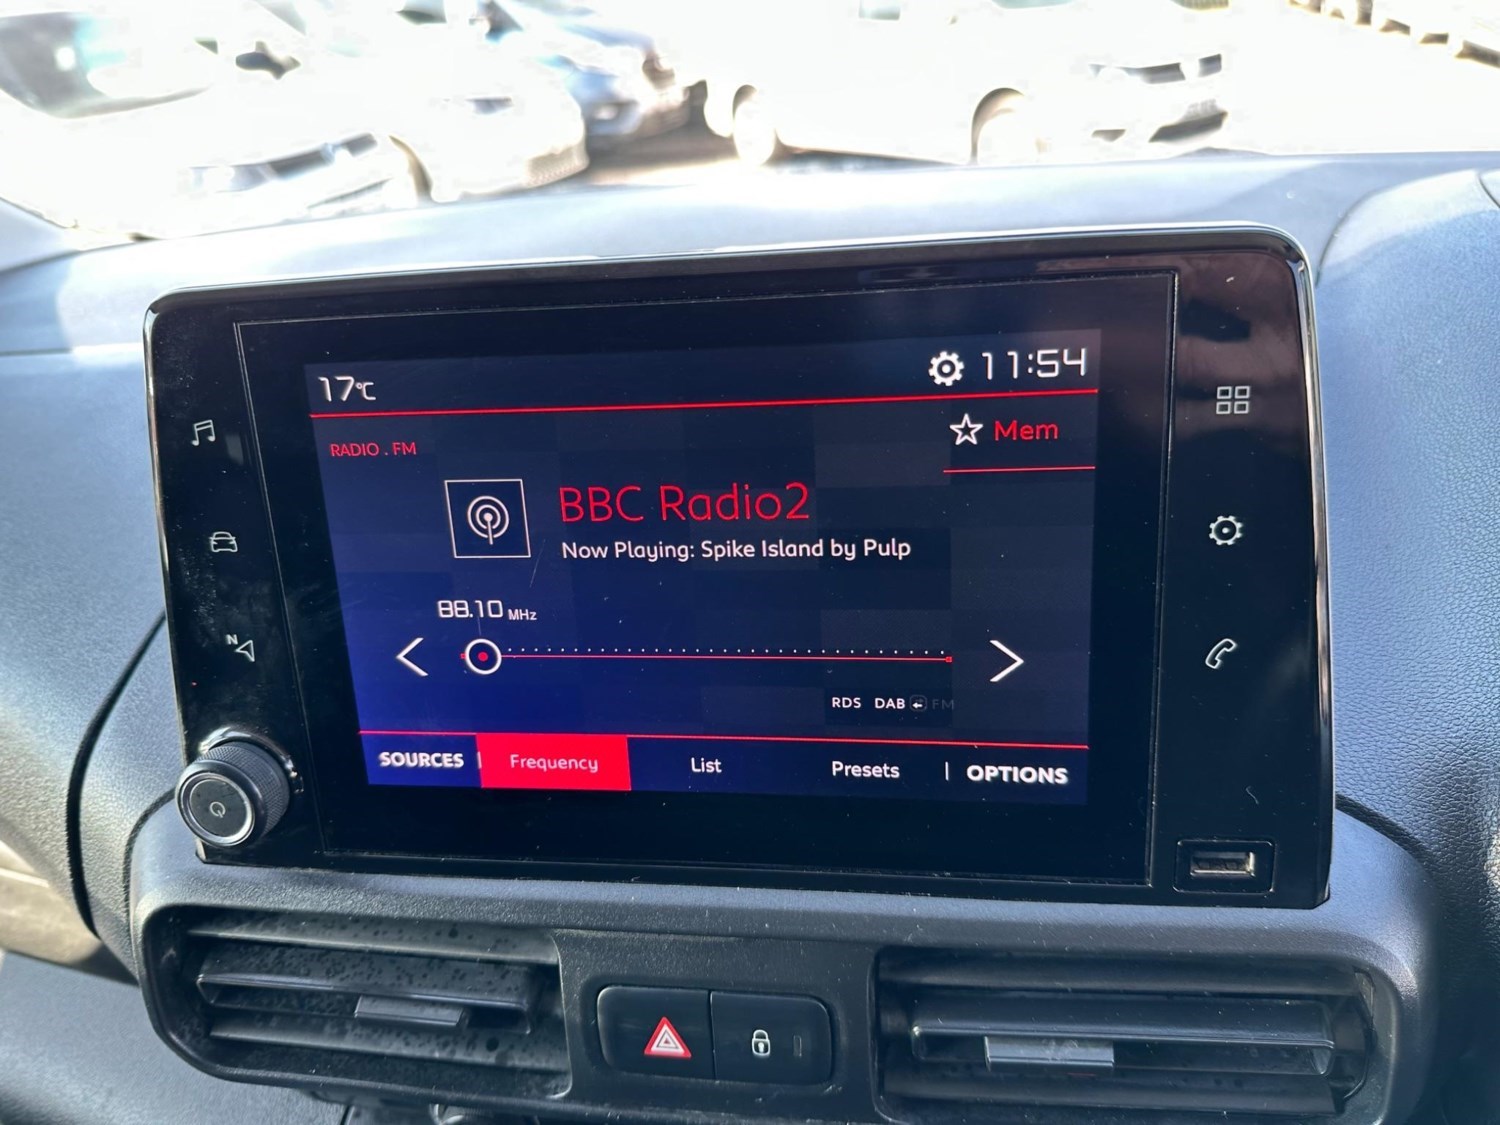 17°C
11:54
RADIO . FM
Mem
BBC Radio2
Now Playing: Spike Island by Pulp
88.10 MHz
RDS DAB FM
SOURCES | Frequency List Presets | OPTIONS
N